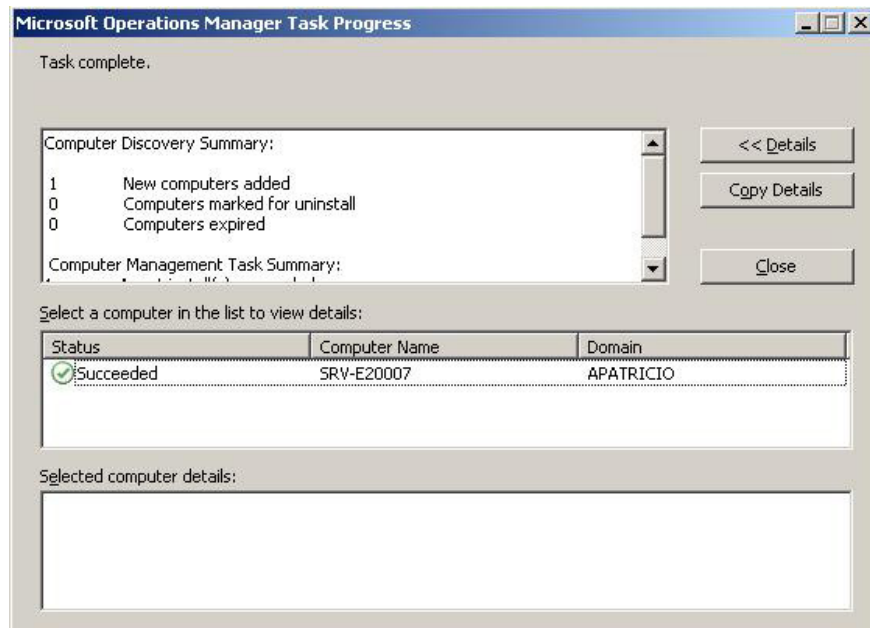 Microsoft Operations Manager Task Progress
Task complete.
Computer Discovery Summary:
1 New computers added
0 Computers marked for uninstall
0 Computers expired
Computer Management Task Summary:
<< Details
Copy Details
Close
Select a computer in the list to view details:
Status Computer Name Domain
Succeeded SRV-E20007 APATRICIO
Selected computer details: